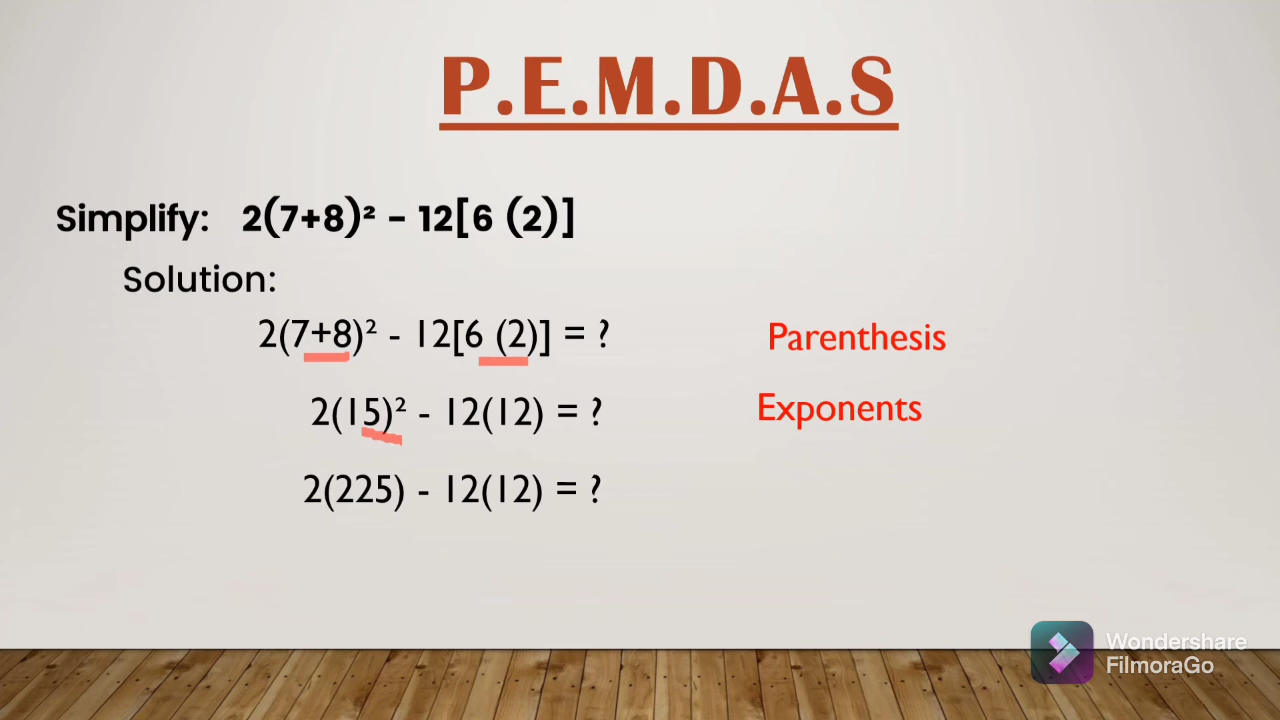 P.E.M.D.A.S
Simplify: 2(7+8)² - 12[6 (2)]
Solution:
2(7+8)² - 12[6 (2)] = ? Parenthesis
2(15)² - 12(12) = ? Exponents
2(225) - 12(12) = ?
Wondershare
FilmoraGo